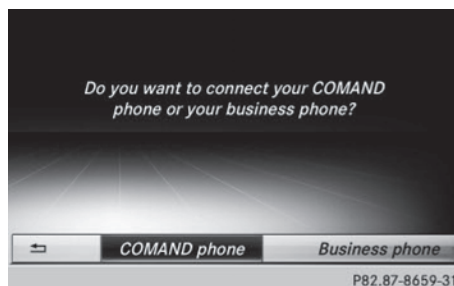 Do you want to connect your COMAND
phone or your business phone?
COMAND phone
Business phone
P82.87-8659-31